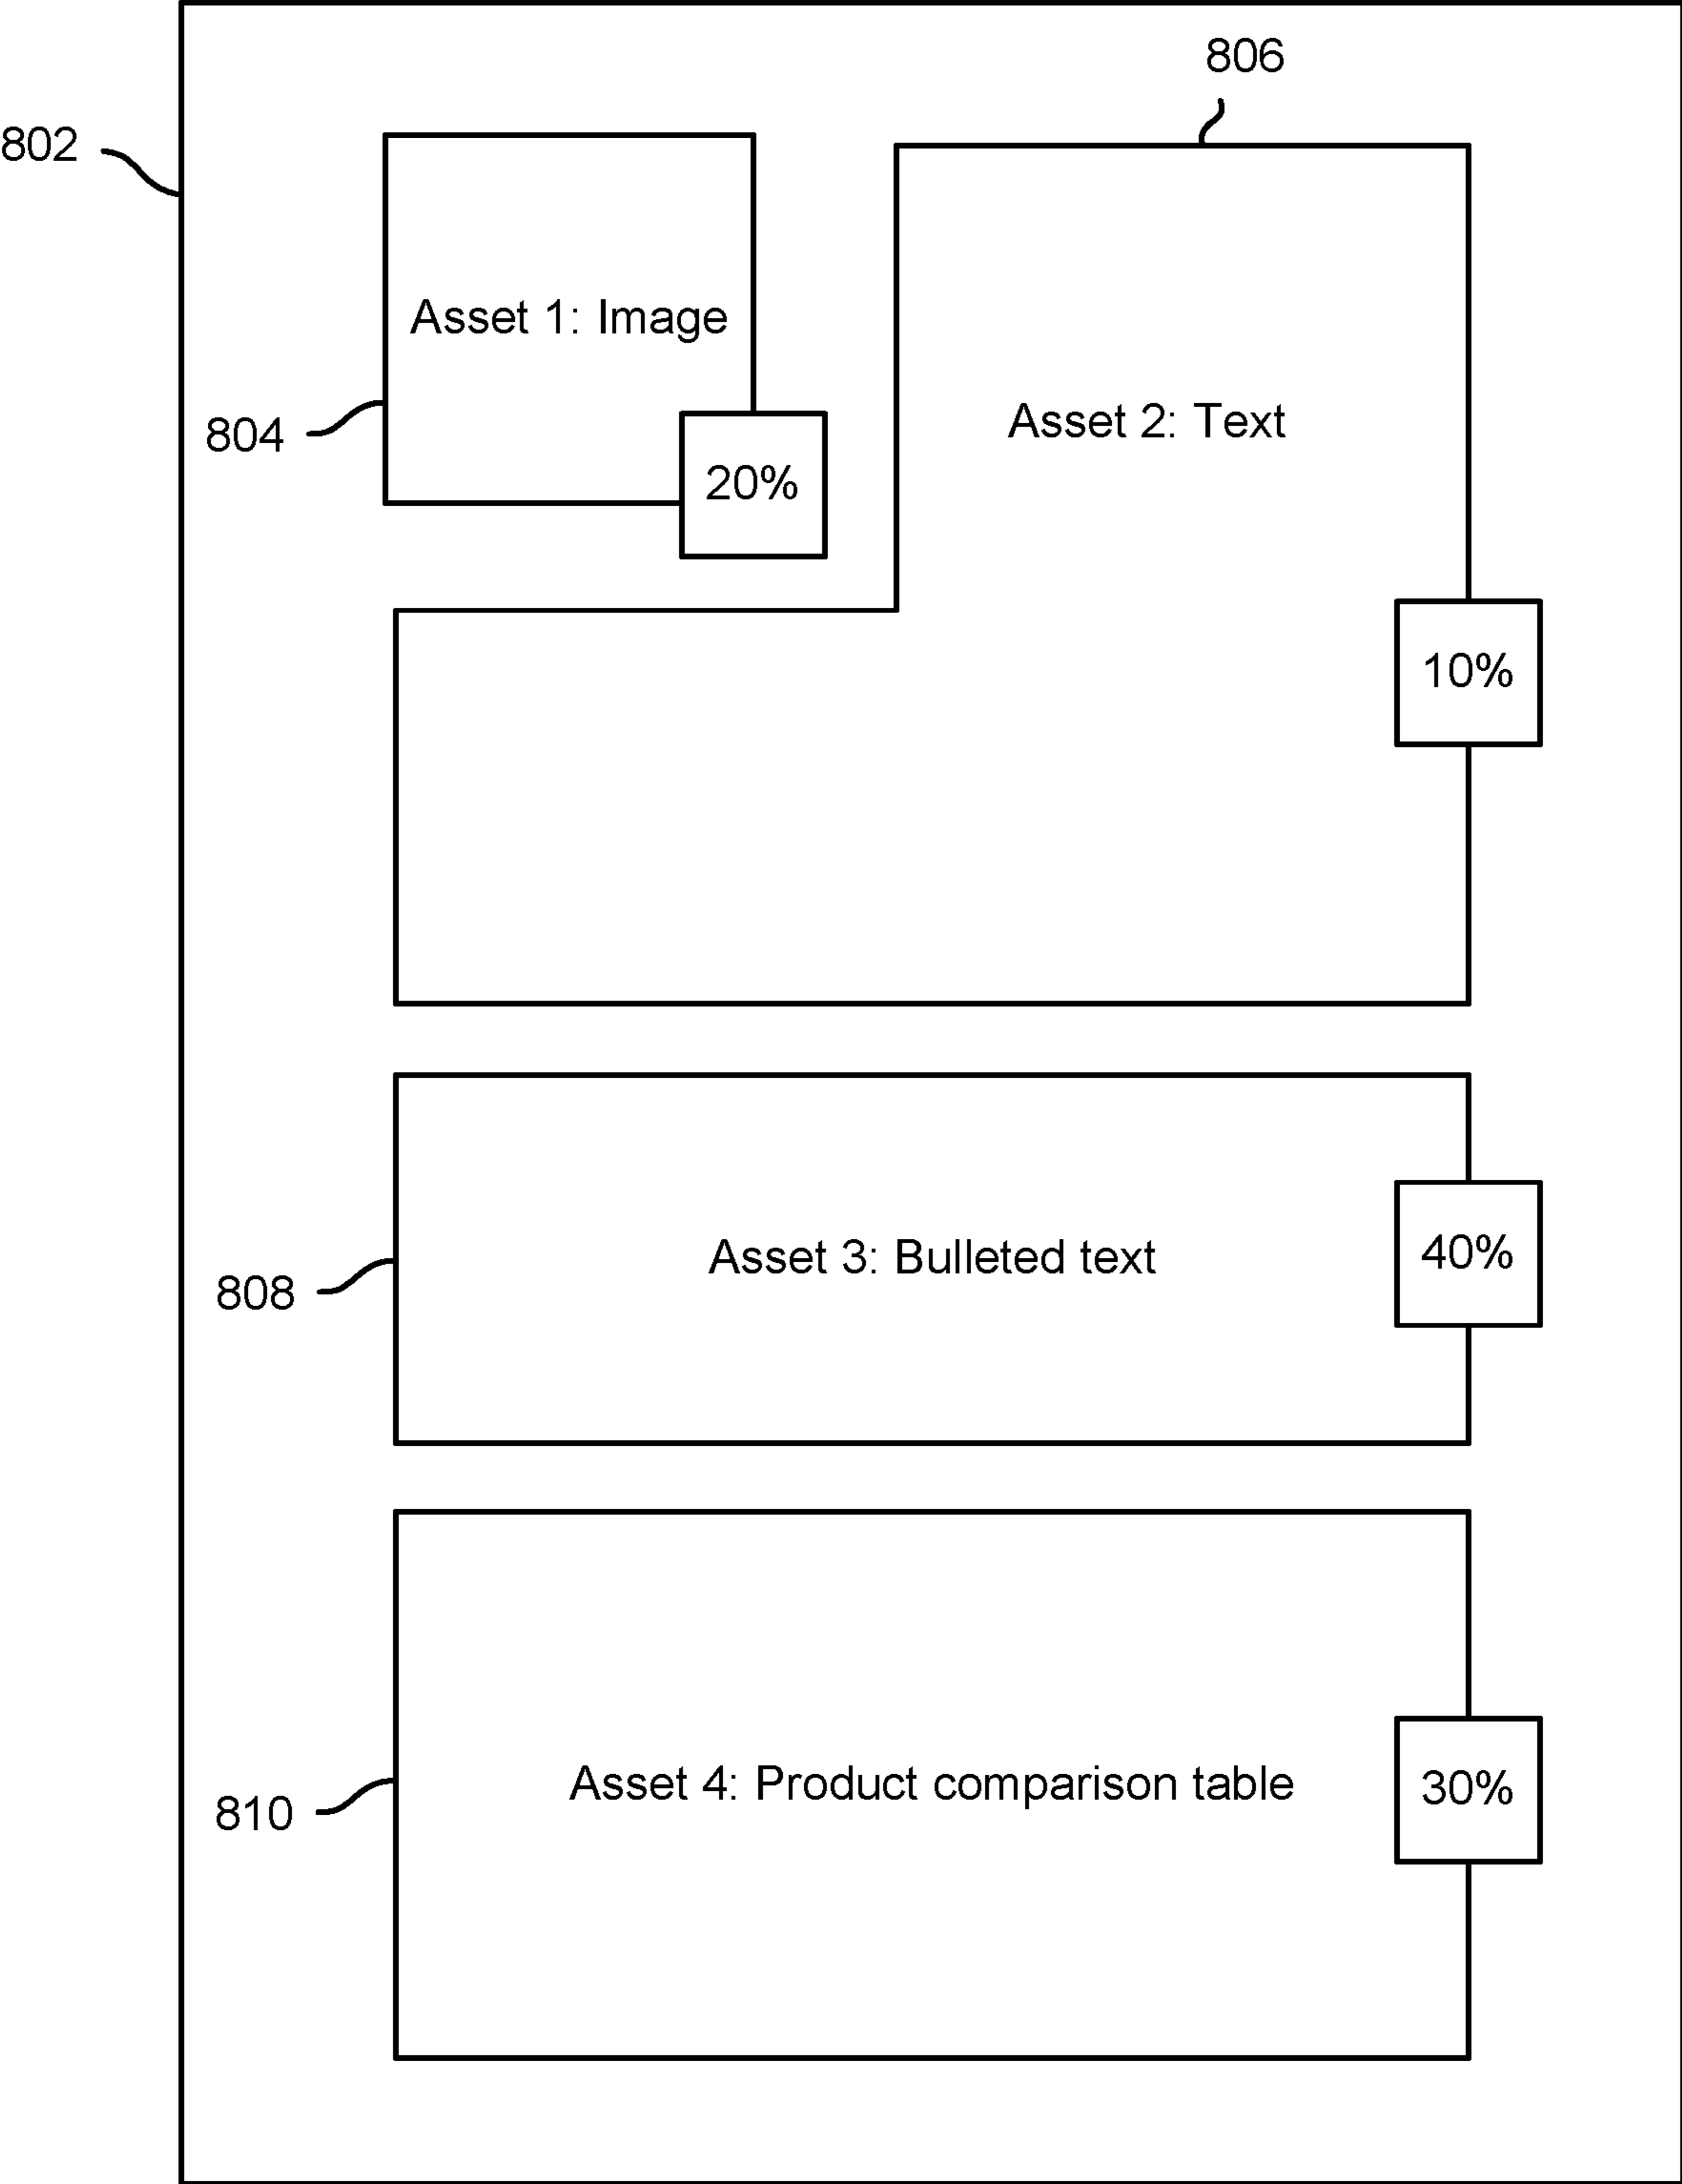 806
802
Asset 1: Image
804
20%
Asset 2: Text
10%
Asset 3: Bulleted text
40%
808
Asset 4: Product comparison table
30%
810